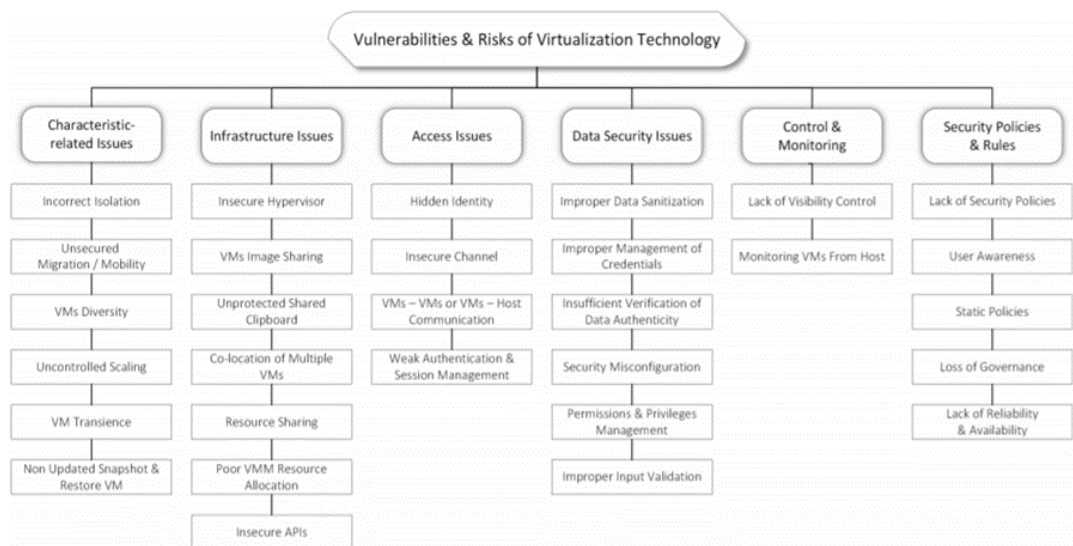 Vulnerabilities & Risks of Virtualization Technology
Characteristic-
related Issues
Incorrect Isolation
Unsecured
Migration / Mobility
VMs Diversity
Uncontrolled Scaling
VM Transience
Non Updated Snapshot &
Restore VM
Infrastructure Issues
Insecure Hypervisor
VMs Image Sharing
Unprotected Shared
Clipboard
Co-location of Multiple
VMs
Resource Sharing
Poor VMM Resource
Allocation
Insecure APIs
Access Issues
Hidden Identity
Insecure Channel
VMs – VMs or VMs – Host
Communication
Weak Authentication &
Session Management
Data Security Issues
Improper Data Sanitization
Improper Management of
Credentials
Insufficient Verification of
Data Authenticity
Security Misconfiguration
Permissions & Privileges
Management
Improper Input Validation
Control &
Monitoring
Lack of Visibility Control
Monitoring VMs From Host
Security Policies
& Rules
Lack of Security Policies
User Awareness
Static Policies
Loss of Governance
Lack of Reliability
& Availability